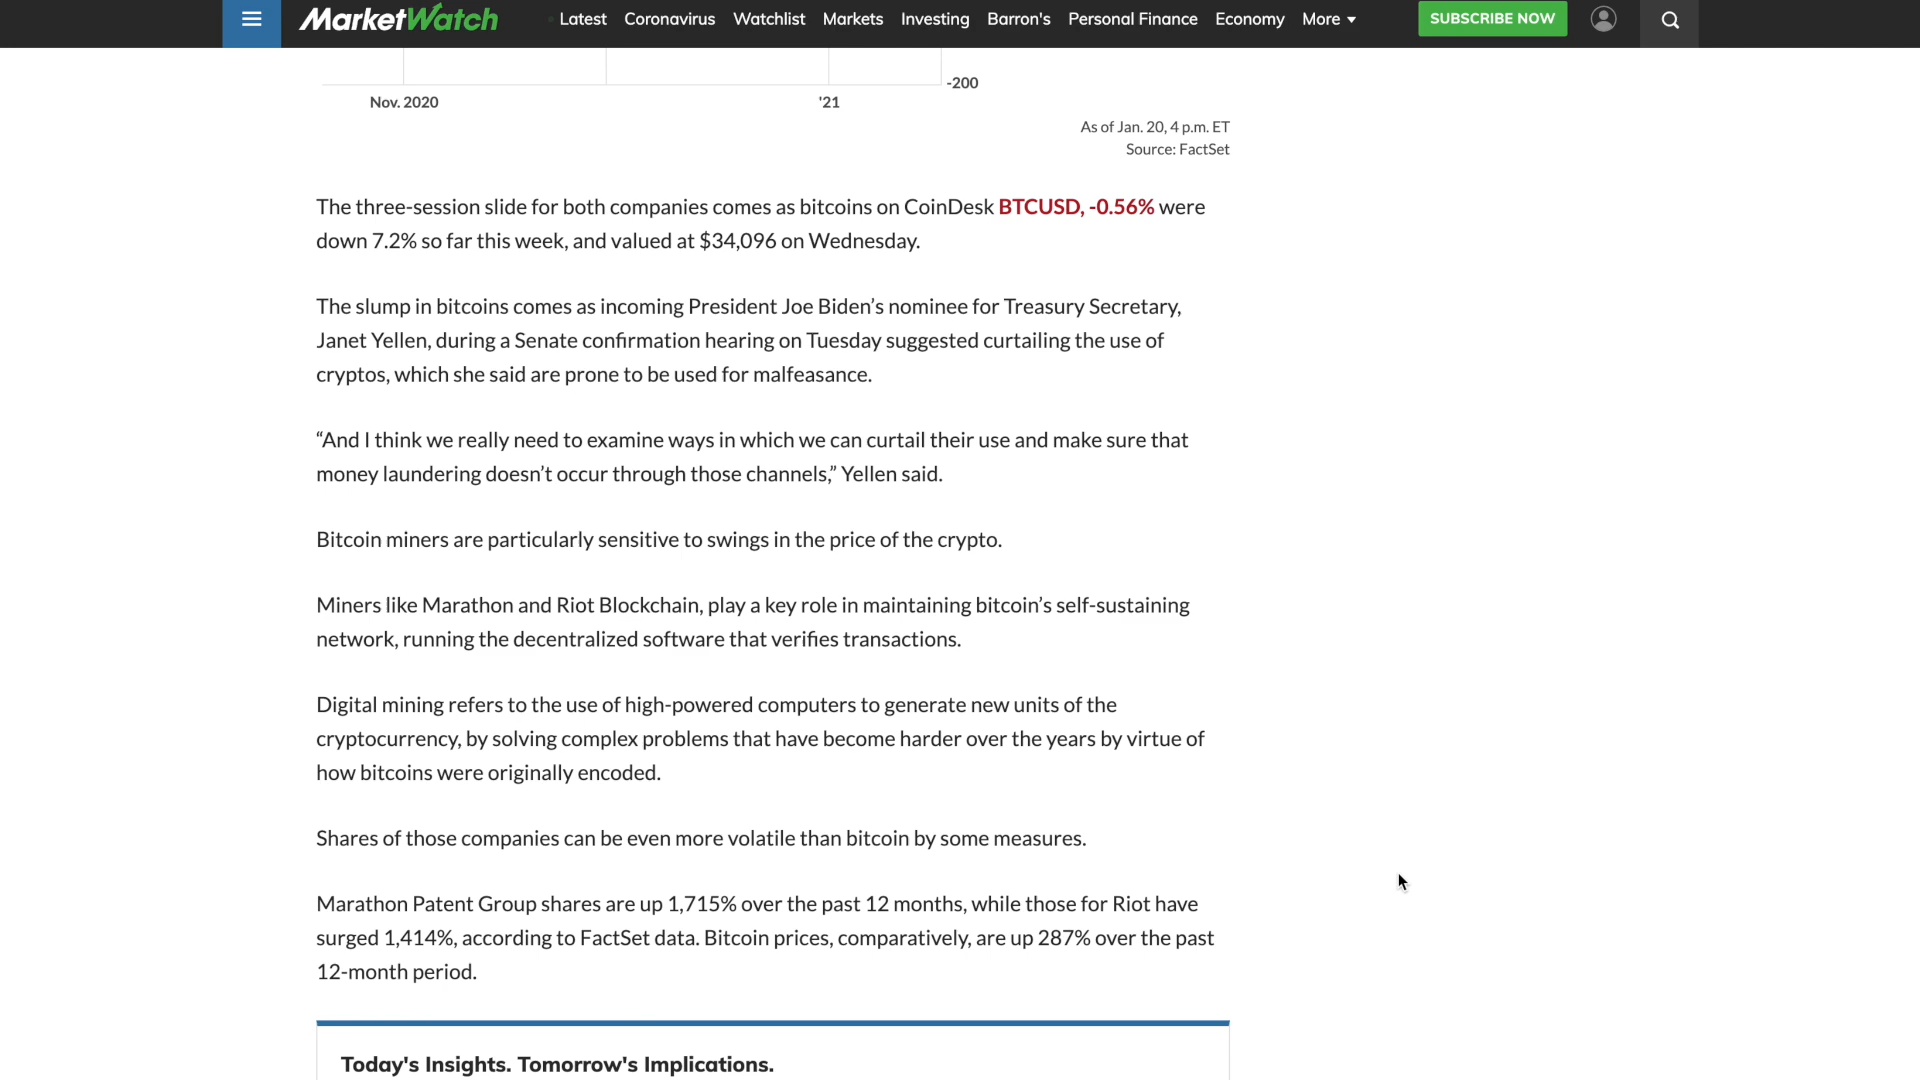 MarketWatch
Latest Coronavirus Watchlist Markets Investing Barron's Personal Finance Economy More
SUBSCRIBE NOW
-200
Nov. 2020 '21
As of Jan. 20, 4 p.m. ET
Source: FactSet
The three-session slide for both companies comes as bitcoins on CoinDesk BTCUSD, -0.56% were
down 7.2% so far this week, and valued at $34,096 on Wednesday.
The slump in bitcoins comes as incoming President Joe Biden’s nominee for Treasury Secretary,
Janet Yellen, during a Senate confirmation hearing on Tuesday suggested curtailing the use of
cryptos, which she said are prone to be used for malfeasance.
“And I think we really need to examine ways in which we can curtail their use and make sure that
money laundering doesn’t occur through those channels,” Yellen said.
Bitcoin miners are particularly sensitive to swings in the price of the crypto.
Miners like Marathon and Riot Blockchain, play a key role in maintaining bitcoin’s self-sustaining
network, running the decentralized software that verifies transactions.
Digital mining refers to the use of high-powered computers to generate new units of the
cryptocurrency, by solving complex problems that have become harder over the years by virtue of
how bitcoins were originally encoded.
Shares of those companies can be even more volatile than bitcoin by some measures.
Marathon Patent Group shares are up 1,715% over the past 12 months, while those for Riot have
surged 1,414%, according to FactSet data. Bitcoin prices, comparatively, are up 287% over the past
12-month period.
Today's Insights. Tomorrow's Implications.